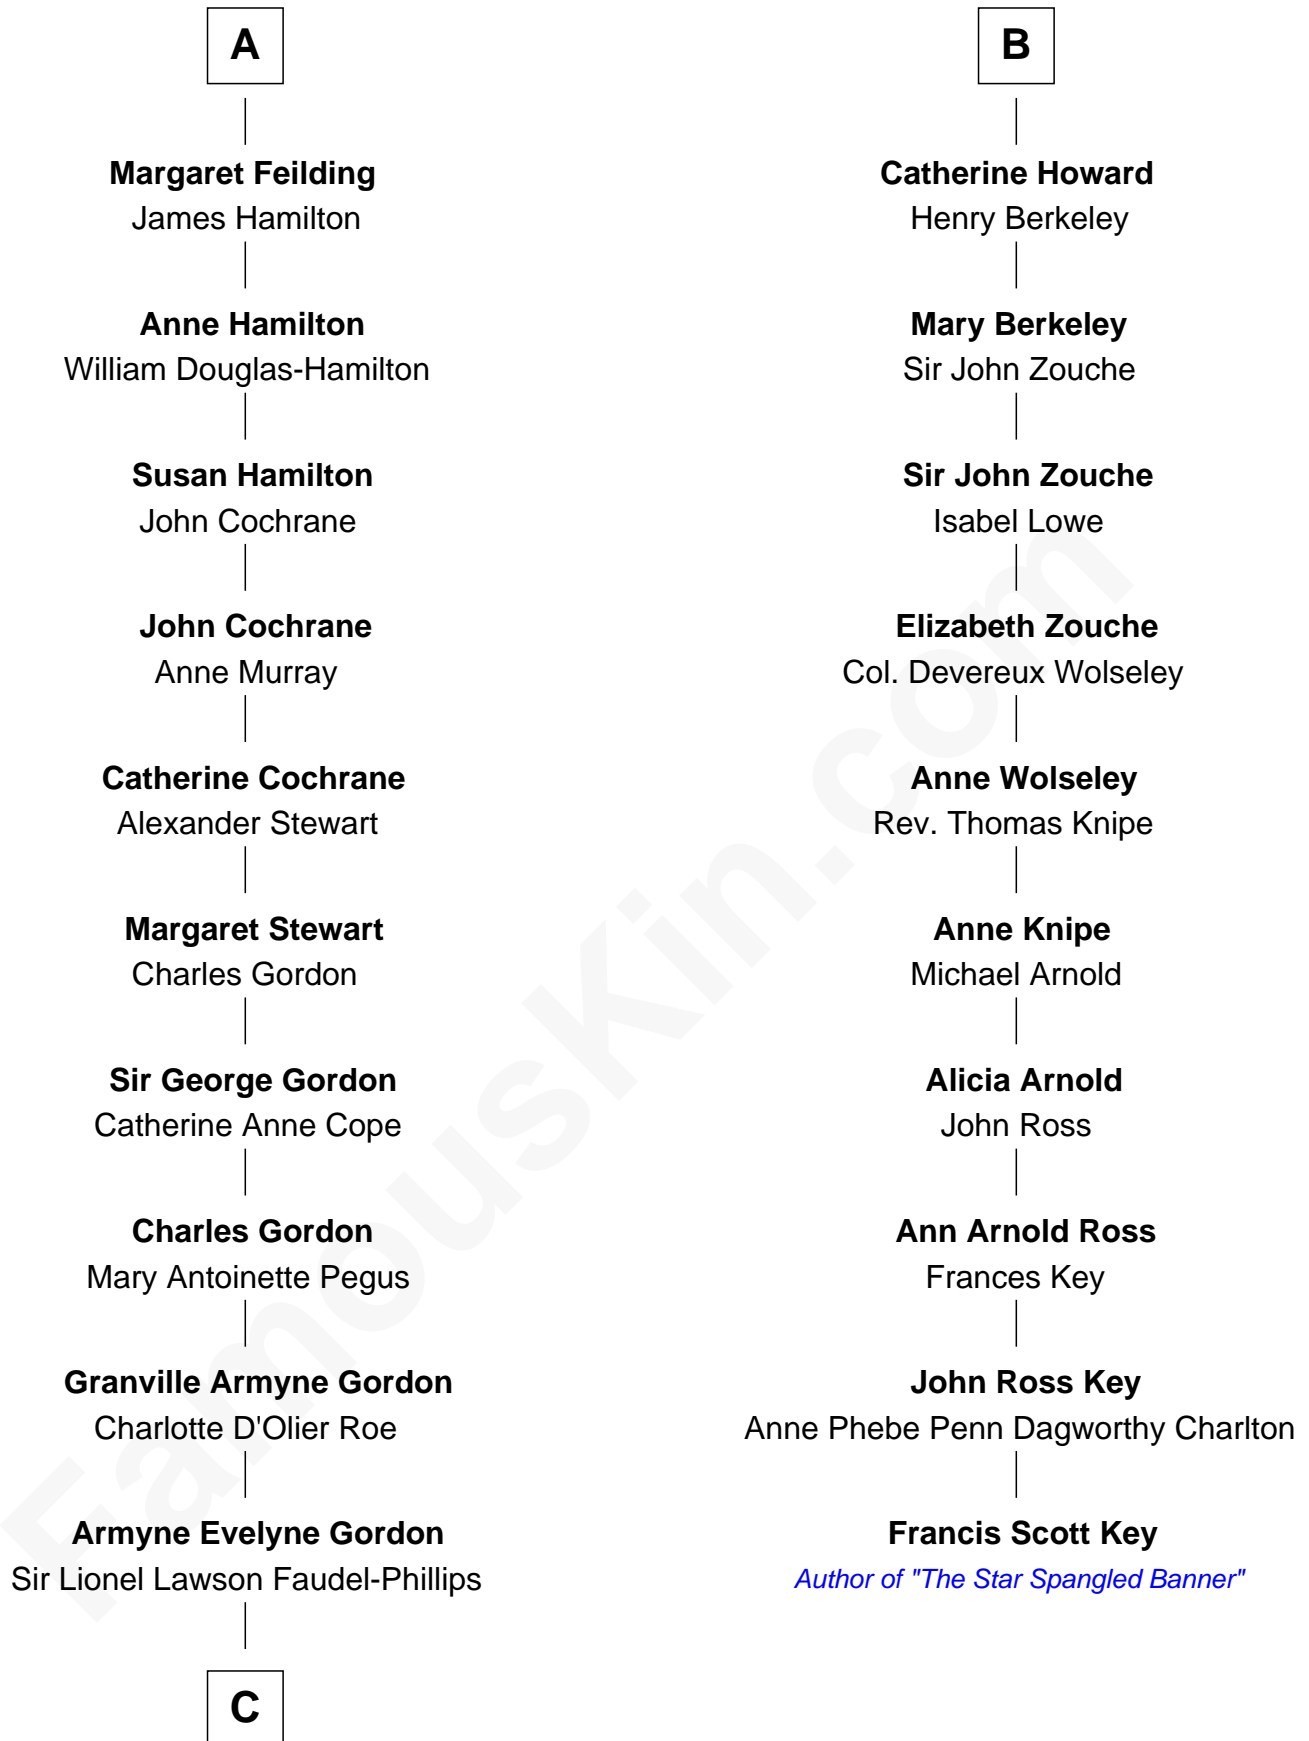 A
Margaret Feilding
James Hamilton
Anne Hamilton
William Douglas-Hamilton
Susan Hamilton
John Cochrane
John Cochrane
Anne Murray
Catherine Cochrane
Alexander Stewart
Margaret Stewart
Charles Gordon
Sir George Gordon
Catherine Anne Cope
Charles Gordon
Mary Antoinette Pegus
Granville Armyne Gordon
Charlotte D'Olier Roe
Armyne Evelyne Gordon
Sir Lionel Lawson Faudel-Phillips
C
B
Catherine Howard
Henry Berkeley
Mary Berkeley
Sir John Zouche
Sir John Zouche
Isabel Lowe
Elizabeth Zouche
Col. Devereux Wolseley
Anne Wolseley
Rev. Thomas Knipe
Anne Knipe
Michael Arnold
Alicia Arnold
John Ross
Ann Arnold Ross
Frances Key
John Ross Key
Anne Phebe Penn Dagworthy Charlton
Francis Scott Key
Author of "The Star Spangled Banner"
FamousKin.com